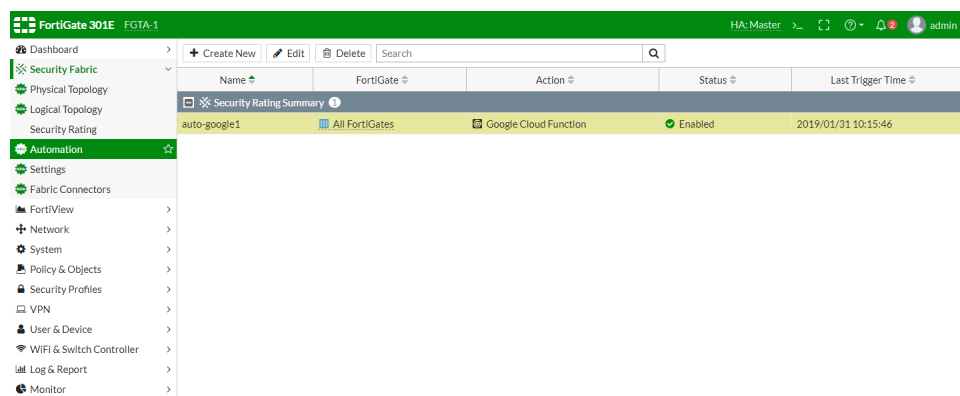 FortiGate 301E FGTA-1 HA: Master >_ 2 admin
Dashboard
Security Fabric
Physical Topology
Logical Topology
Security Rating
Automation
Settings
Fabric Connectors
FortiView
Network
System
Policy & Objects
Security Profiles
VPN
User & Device
WiFi & Switch Controller
Log & Report
Monitor
+ Create New Edit Delete Search
Name FortiGate Action Status Last Trigger Time
Security Rating Summary 1
auto-google1 All FortiGates Google Cloud Function Enabled 2019/01/31 10:15:46